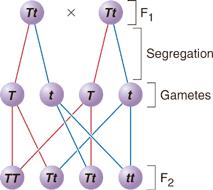 Tt × Tt F₁
Segregation
T t T t Gametes
TT Tt Tt tt F₂